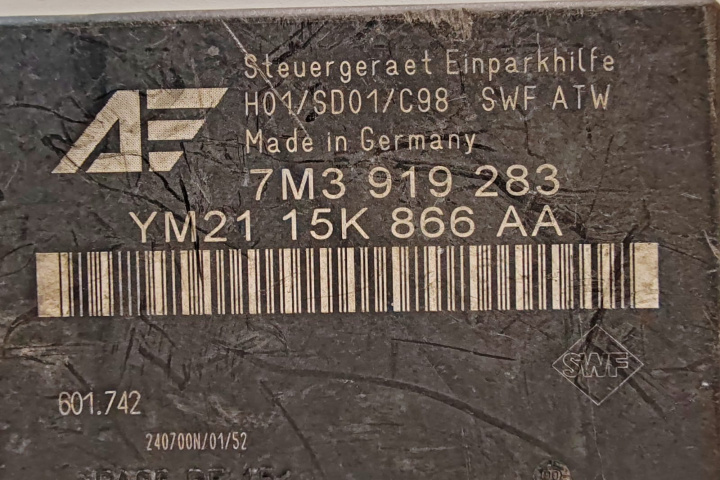 AF
Steuergeraet Einparkhilfe
H01/SD01/C98 SWF ATW
Made in Germany
7M3 919 283
YM21 15K 866 AA
SWF
601.742
240700N/01/52